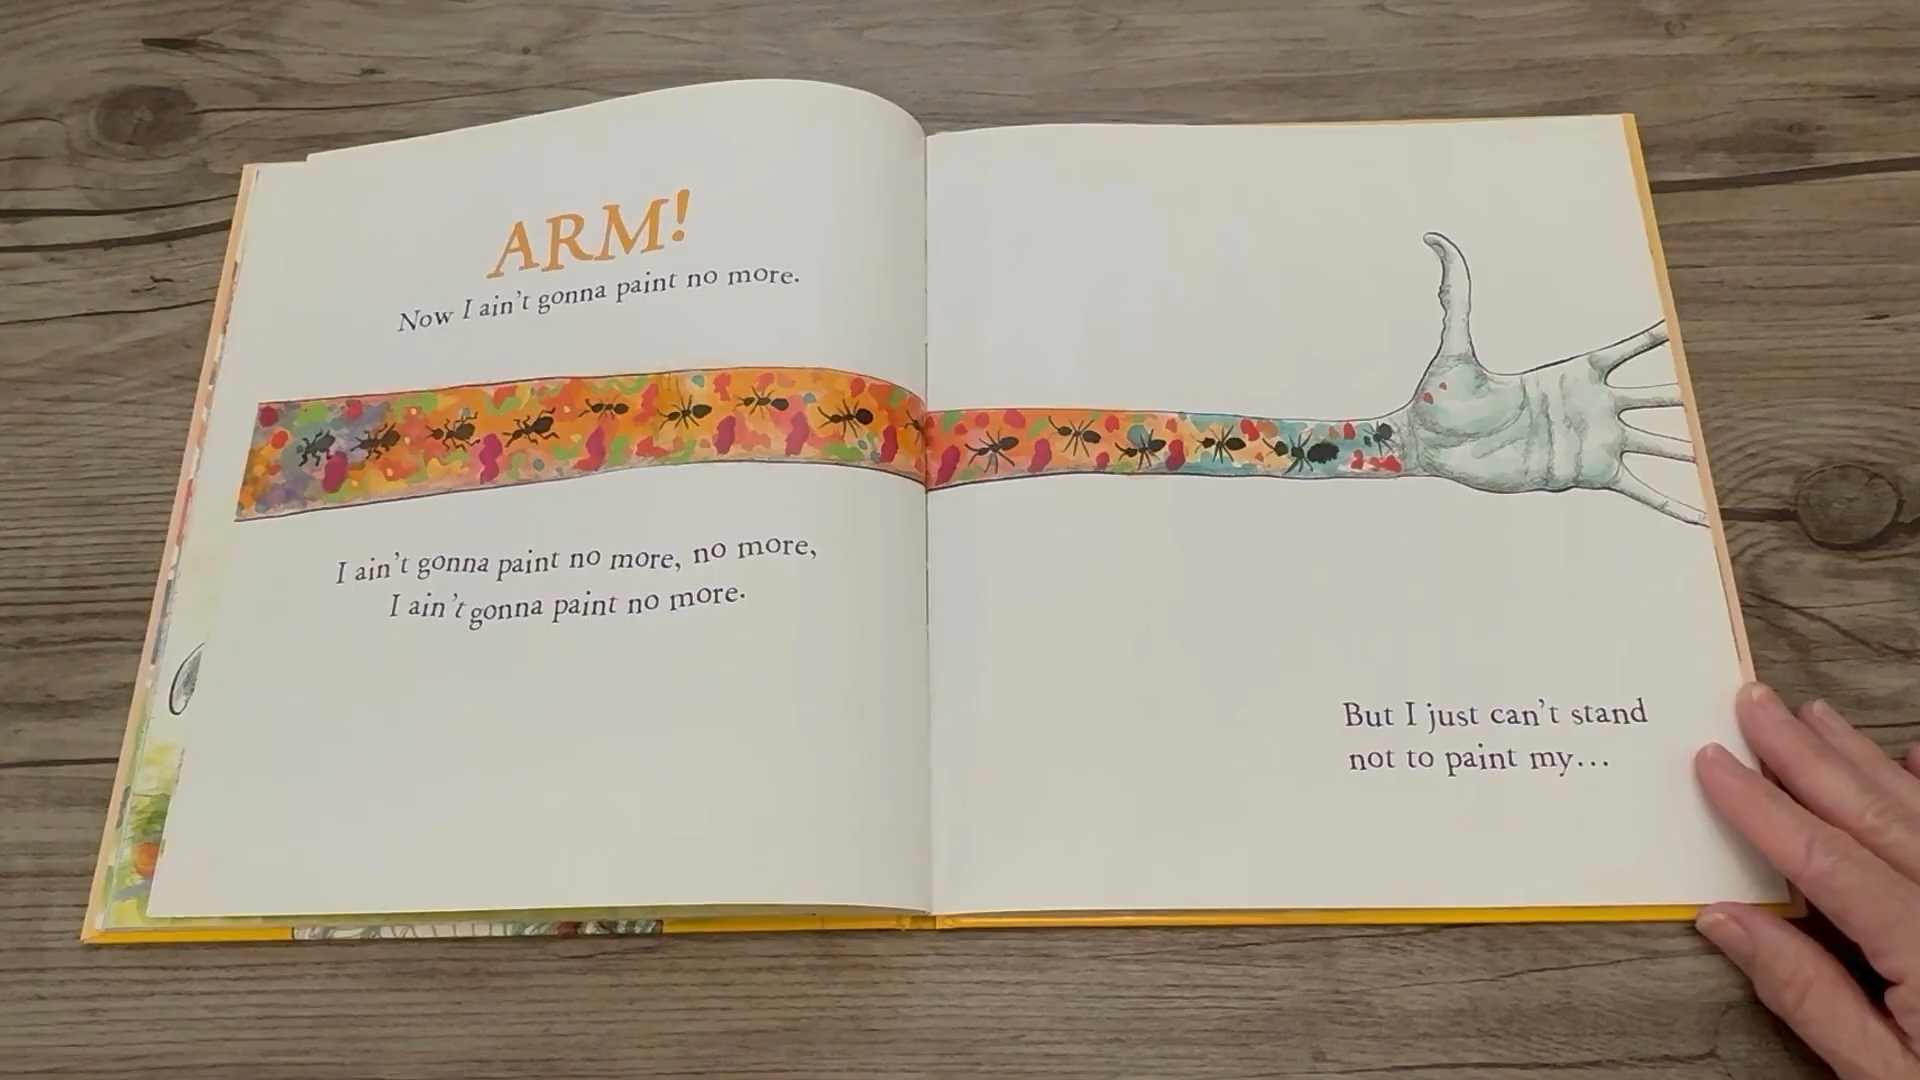 ARM!
Now I ain't gonna paint no more.
I ain't gonna paint no more, no more,
I ain't gonna paint no more.
But I just can't stand
not to paint my...